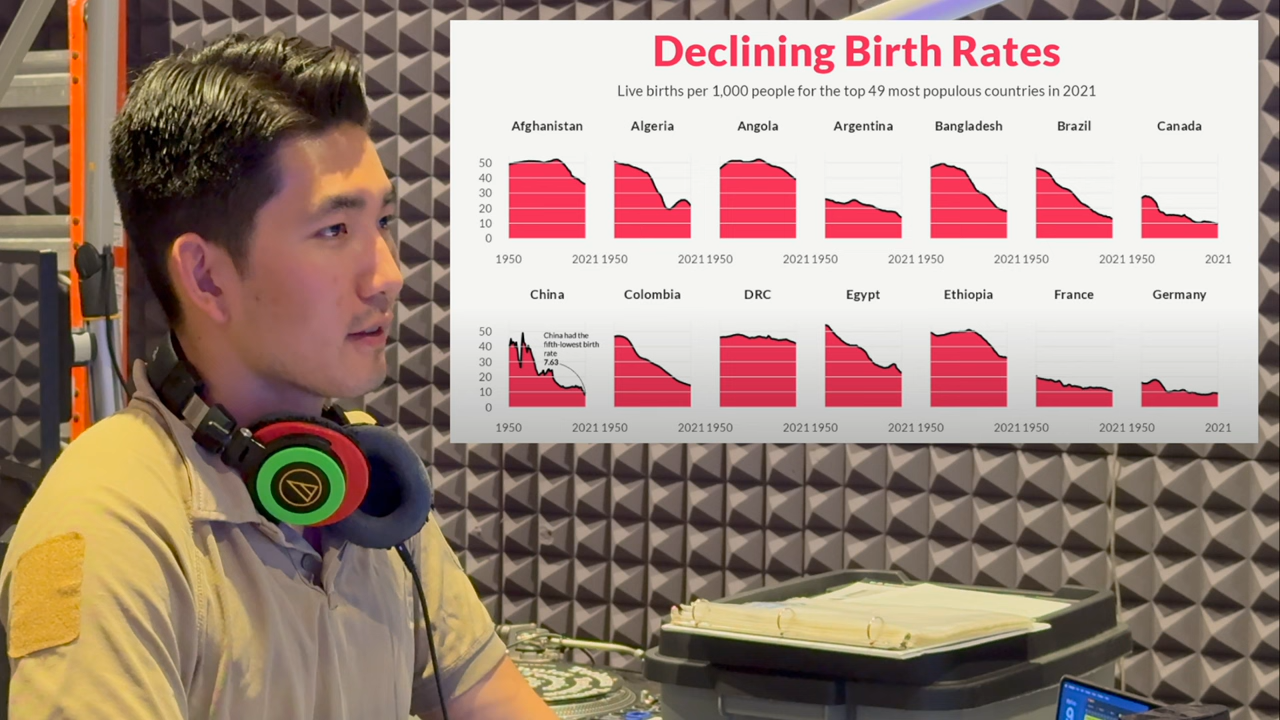 Declining Birth Rates
Live births per 1,000 people for the top 49 most populous countries in 2021
Afghanistan Algeria Angola Argentina Bangladesh Brazil Canada
50
40
30
20
10
0
1950 2021 1950 2021 1950 2021 1950 2021 1950 2021 1950 2021 1950 2021
China Colombia DRC Egypt Ethiopia France Germany
50
40
30
20
10
0
China had the
fifth-lowest birth
rate
7.63
1950 2021 1950 2021 1950 2021 1950 2021 1950 2021 1950 2021 1950 2021